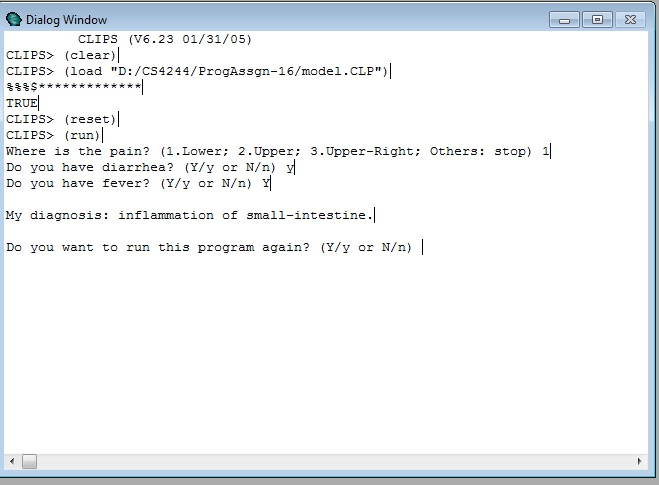 Dialog Window
CLIPS (V6.23 01/31/05)
CLIPS> (clear)
CLIPS> (load "D:/CS4244/ProgAssgn-16/model.CLP")
%%%$*************
TRUE
CLIPS> (reset)
CLIPS> (run)
Where is the pain? (1.Lower; 2.Upper; 3.Upper-Right; Others: stop) 1
Do you have diarrhea? (Y/y or N/n) y
Do you have fever? (Y/y or N/n) Y
My diagnosis: inflammation of small-intestine.
Do you want to run this program again? (Y/y or N/n)